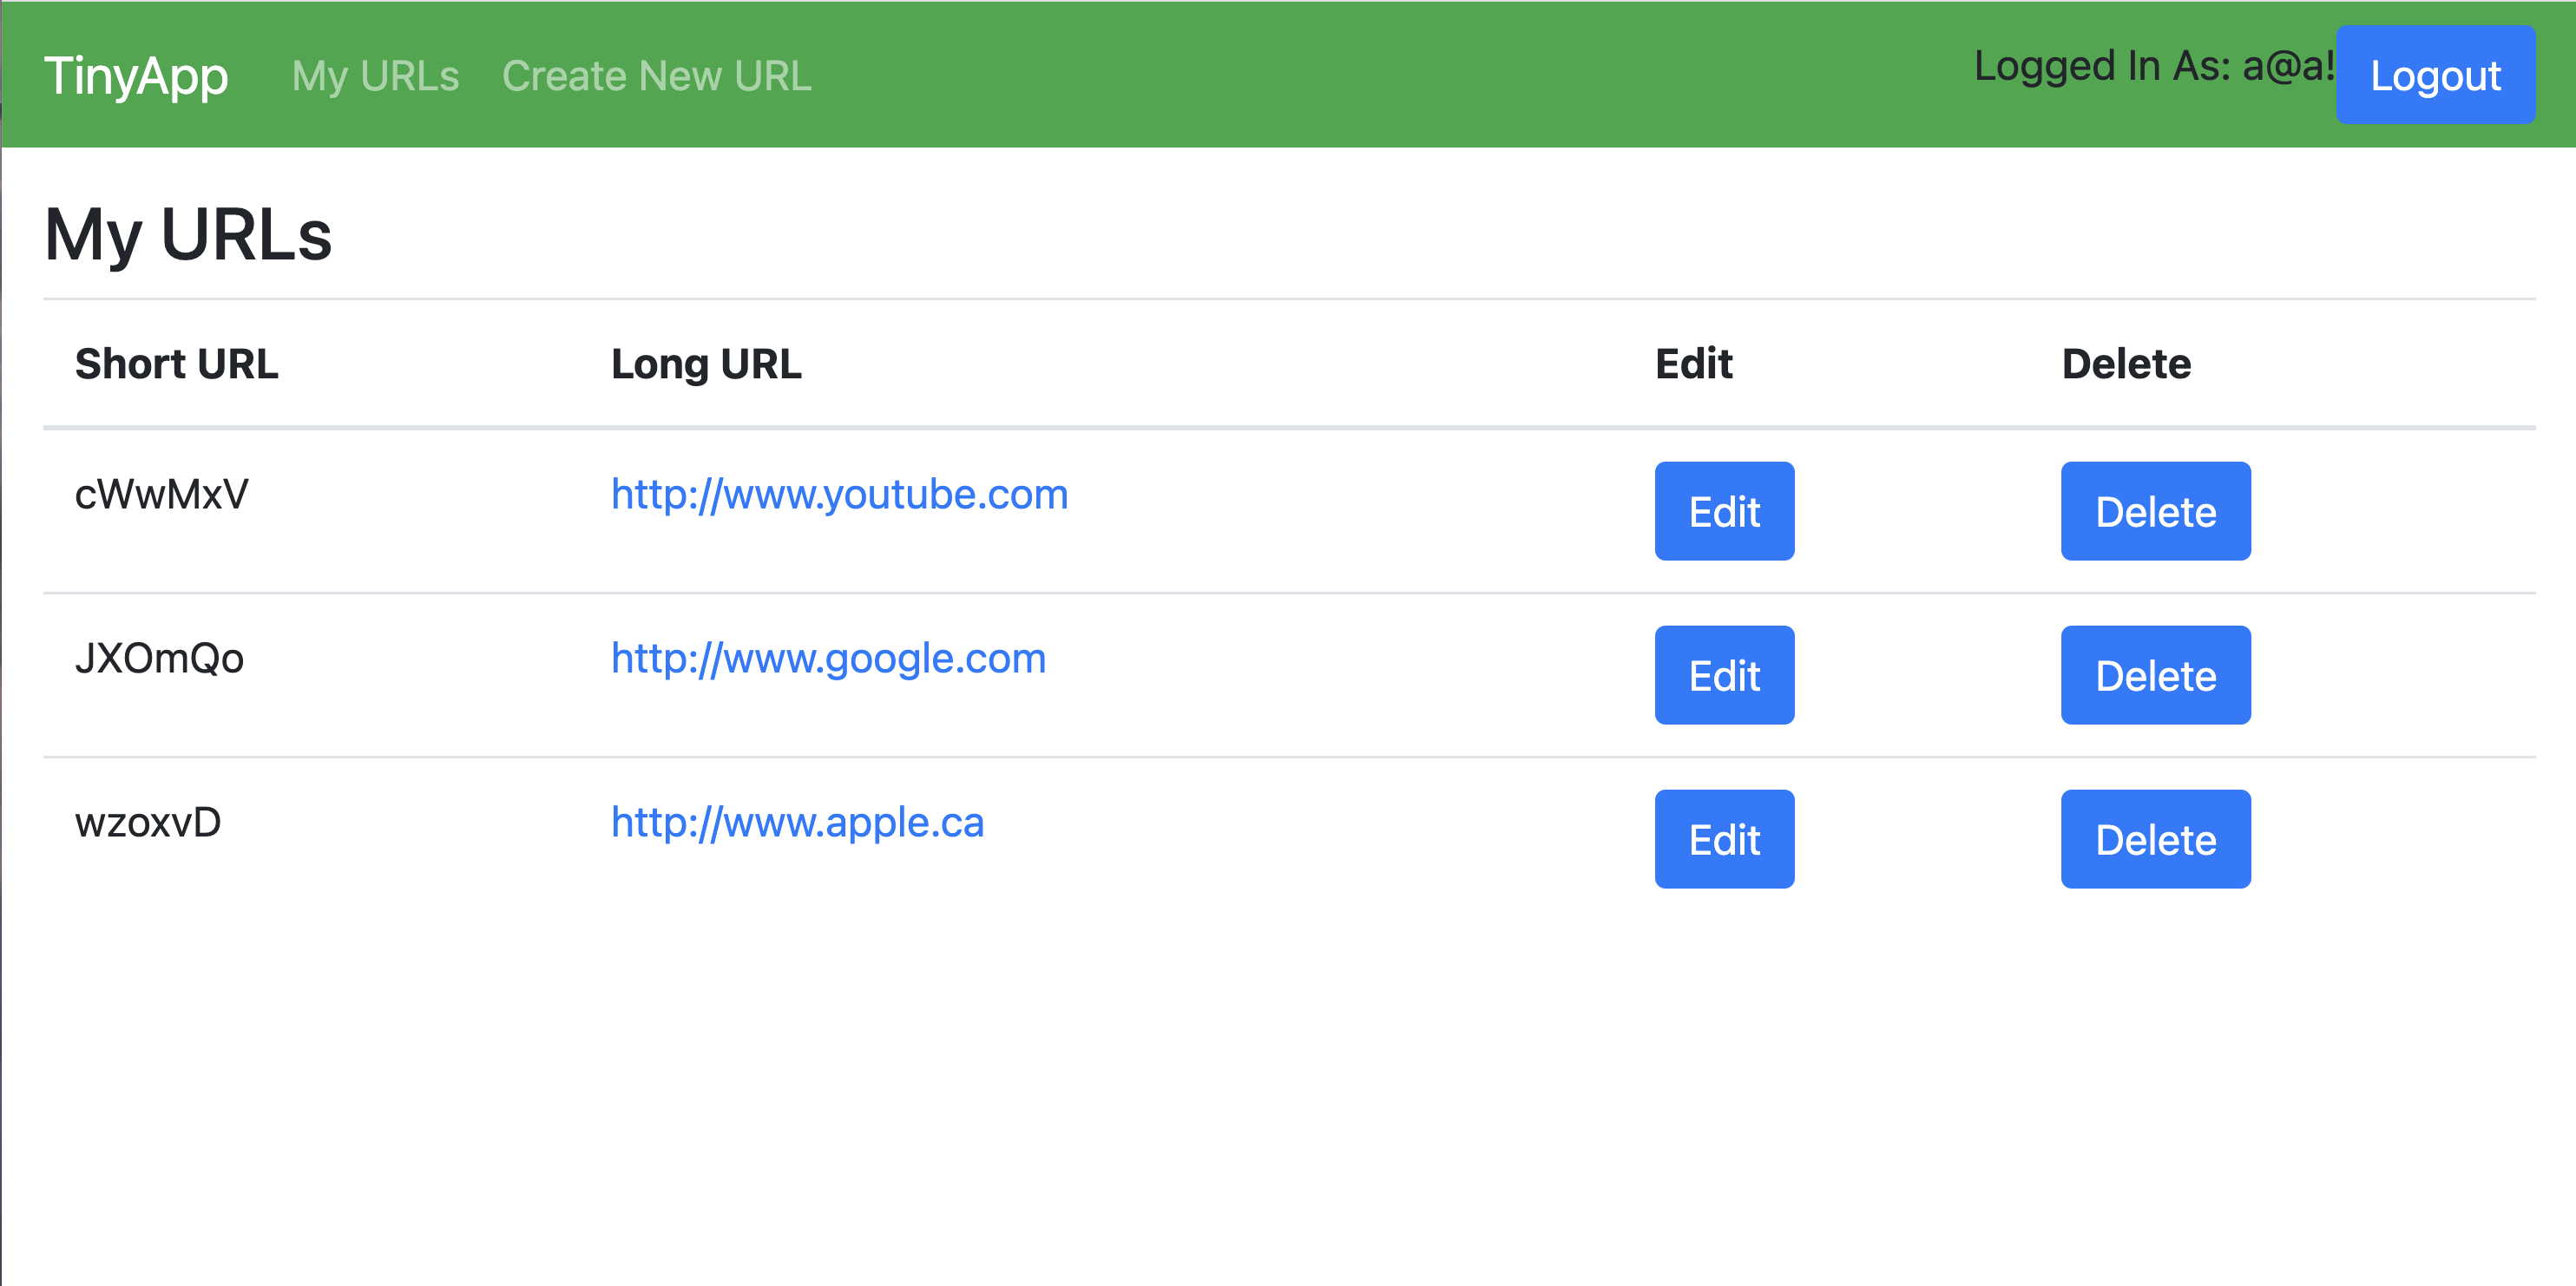 TinyApp My URLs Create New URL Logged In As: a@a! Logout
My URLs
Short URL Long URL Edit Delete
cWwMxV http://www.youtube.com Edit Delete
JXOmQo http://www.google.com Edit Delete
wzoxvD http://www.apple.ca Edit Delete